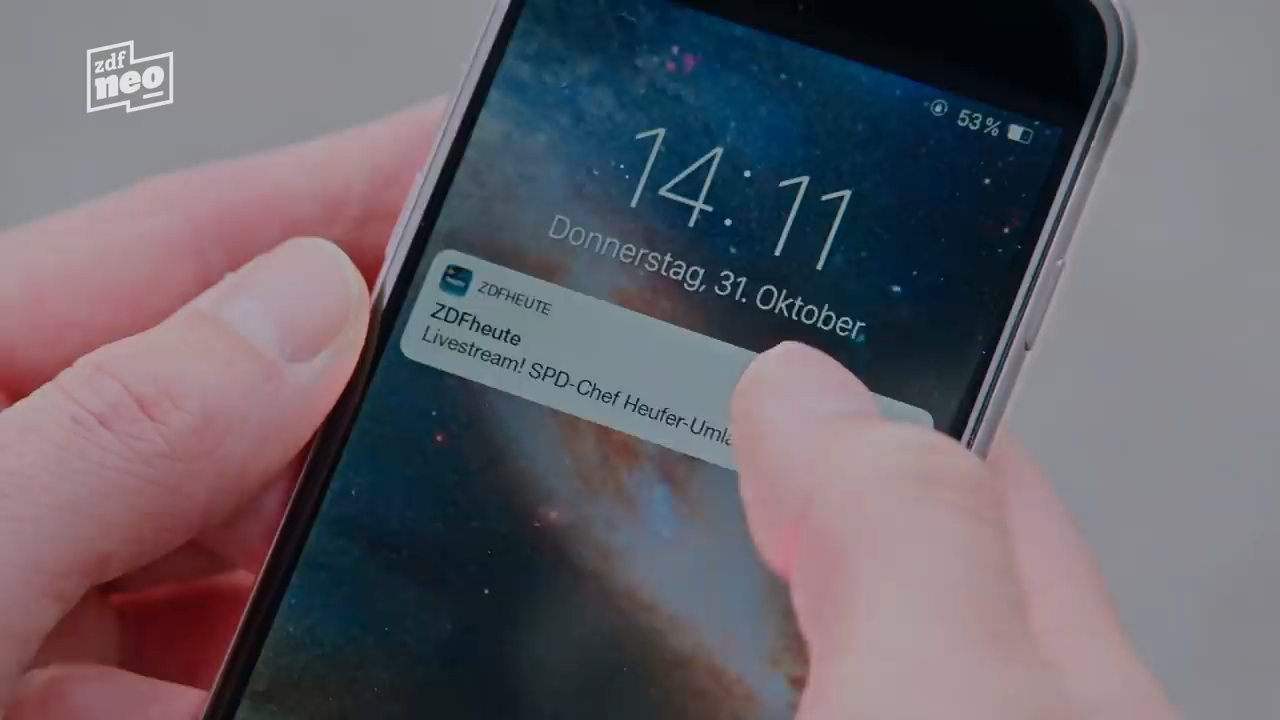 zdf
neo
53%
14:11
Donnerstag, 31. Oktober
ZDFHEUTE
ZDFheute
Livestream! SPD-Chef Heufer-Umla